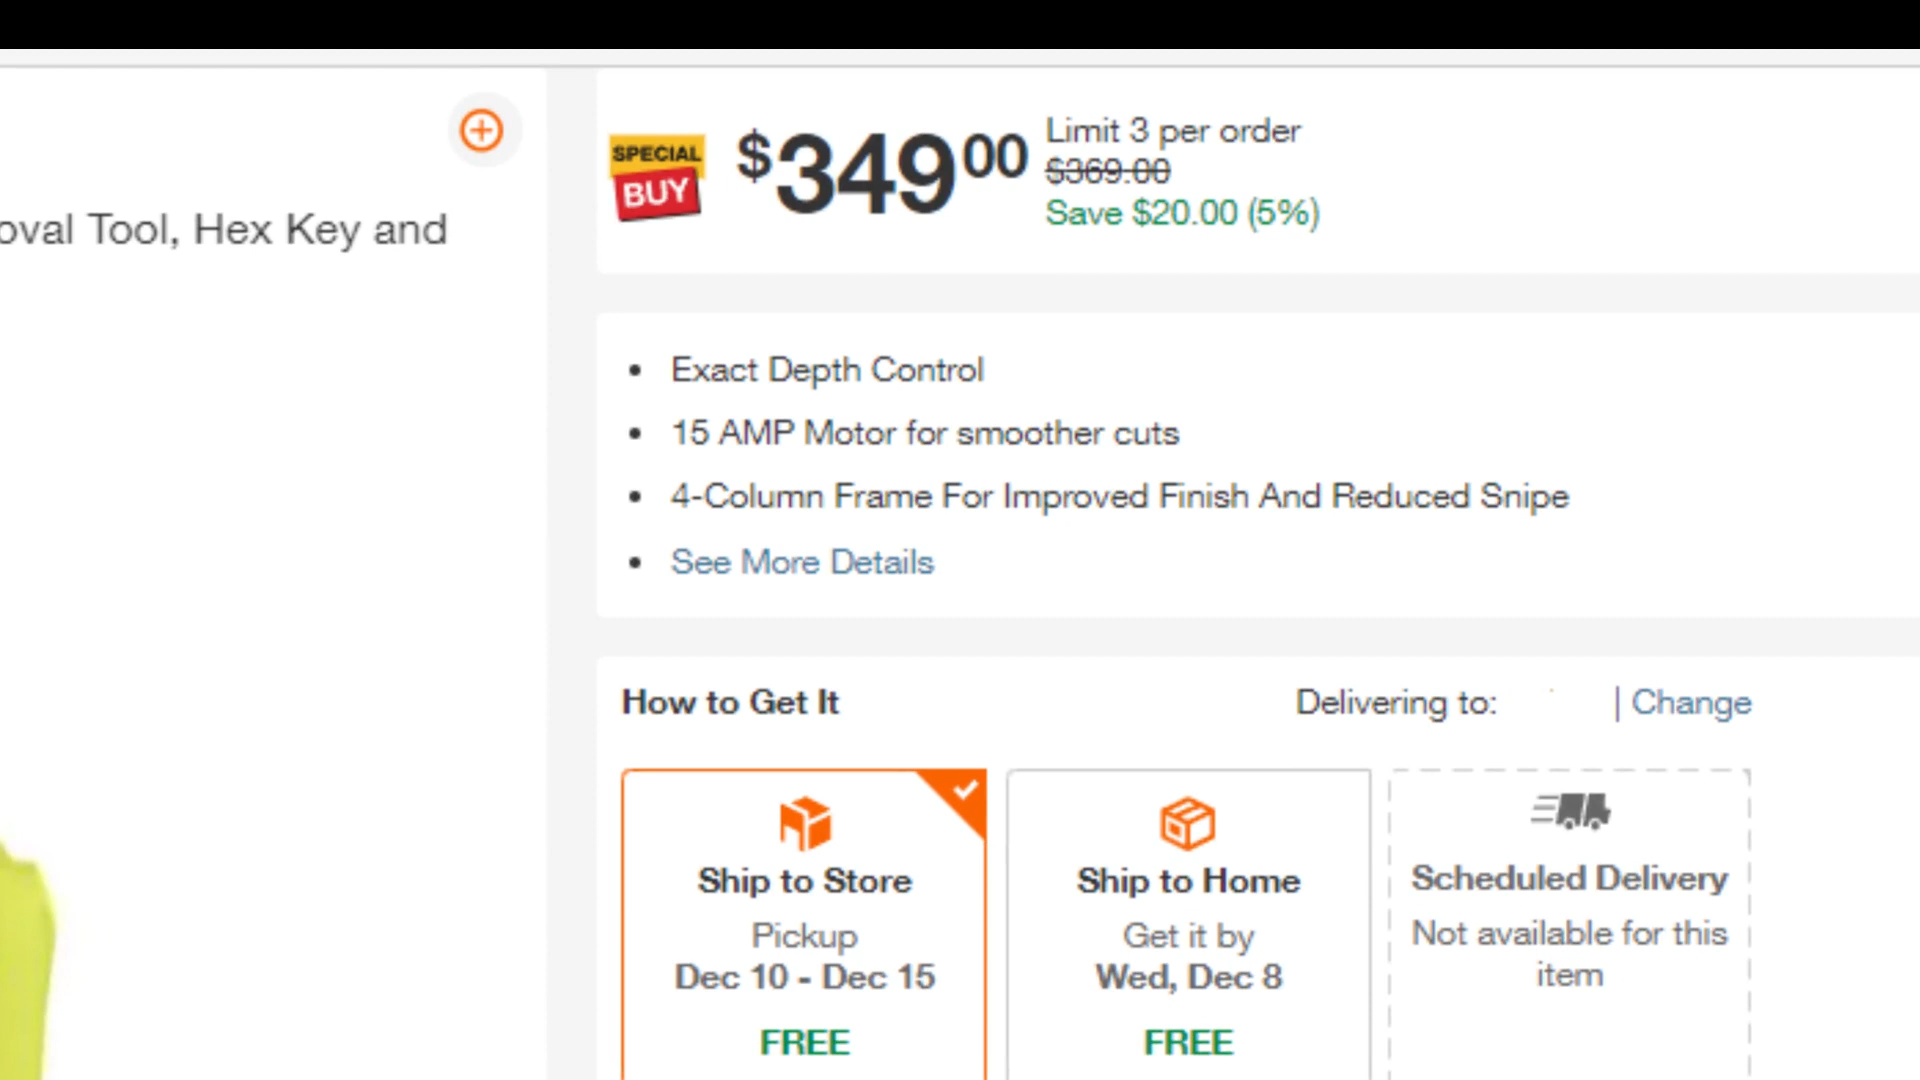 SPECIAL
BUY
$349 00
Limit 3 per order
$369.00
Save $20.00 (5%)
oval Tool, Hex Key and
• Exact Depth Control
• 15 AMP Motor for smoother cuts
• 4-Column Frame For Improved Finish And Reduced Snipe
• See More Details
How to Get It
Delivering to: | Change
Ship to Store
Pickup
Dec 10 - Dec 15
FREE
Ship to Home
Get it by
Wed, Dec 8
FREE
Scheduled Delivery
Not available for this
item